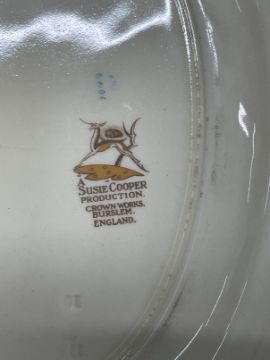 A
SUSIE COOPER
PRODUCTION.
CROWN WORKS.
BURSLEM.
ENGLAND.